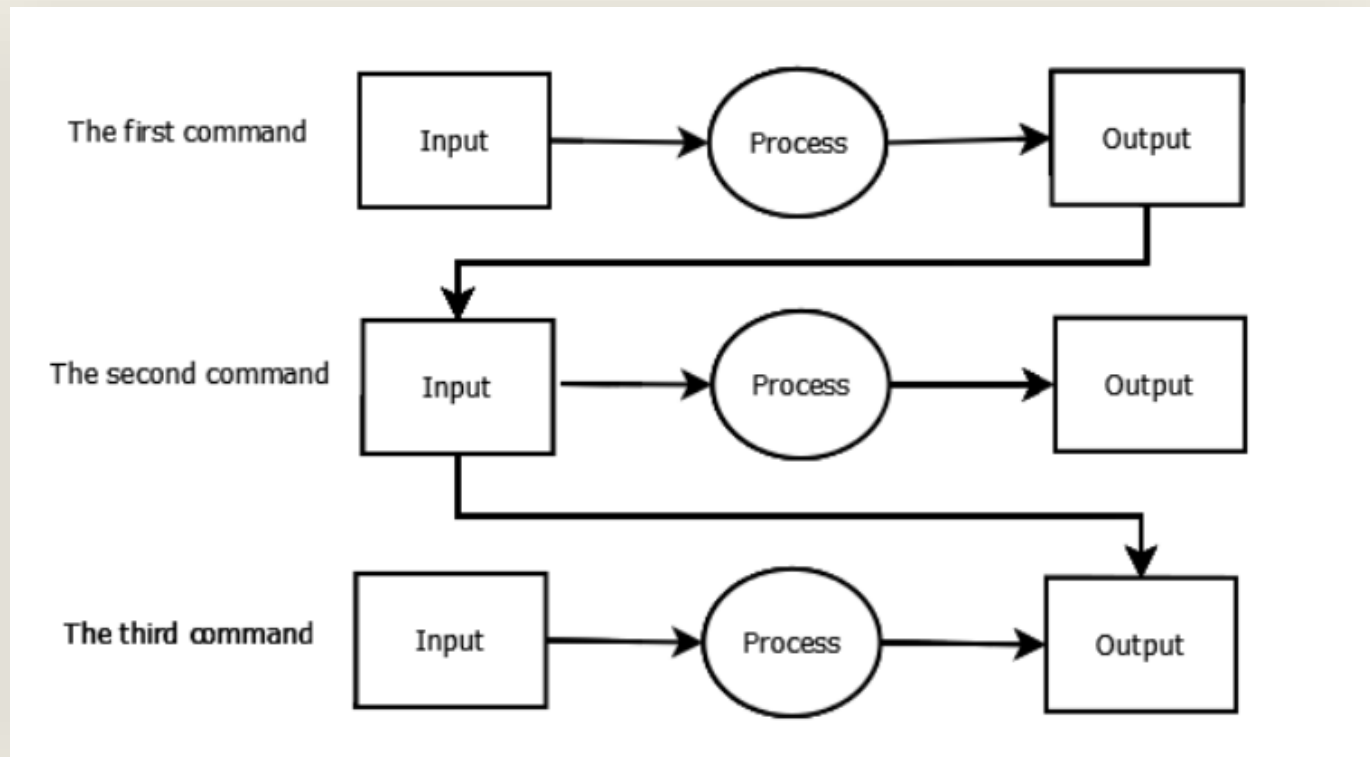 The first command
Input
Process
Output
The second command
Input
Process
Output
The third command
Input
Process
Output